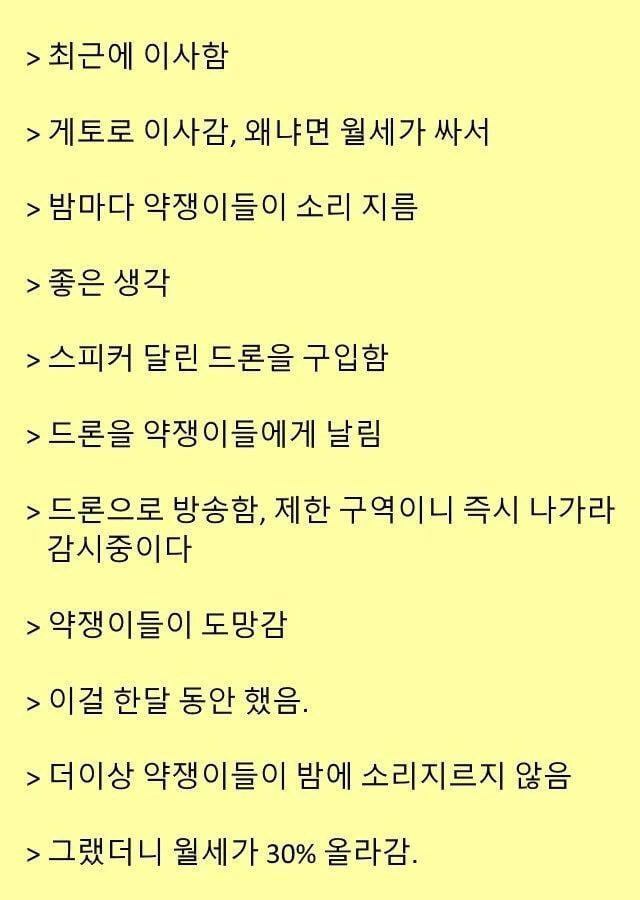 > 최근에 이사함
> 게토로 이사감, 왜냐면 월세가 싸서
> 밤마다 약쟁이들이 소리 지름
> 좋은 생각
> 스피커 달린 드론을 구입함
> 드론을 약쟁이들에게 날림
> 드론으로 방송함, 제한 구역이니 즉시 나가라
감시중이다
> 약쟁이들이 도망감
> 이걸 한달 동안 했음.
> 더이상 약쟁이들이 밤에 소리지르지 않음
> 그랬더니 월세가 30% 올라감.